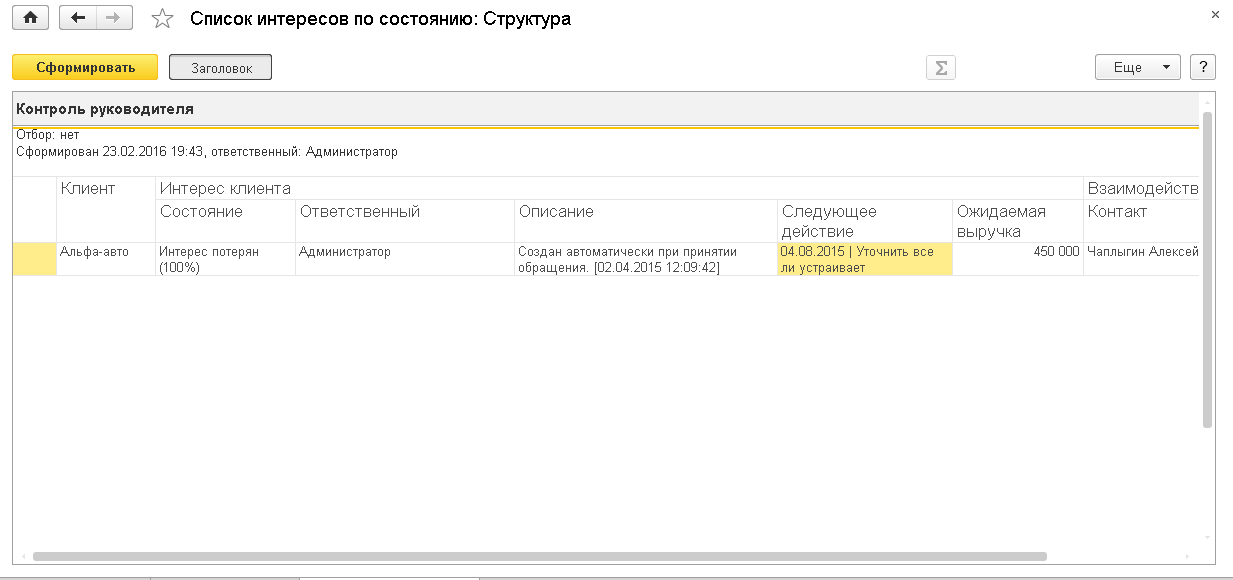 Список интересов по состоянию: Структура
×
Сформировать
Заголовок
Σ
Еще
?
Контроль руководителя
Отбор: нет
Сформирован 23.02.2016 19:43, ответственный: Администратор
Клиент
Интерес клиента
Взаимодейств
Состояние
Ответственный
Описание
Следующее
действие
Ожидаемая
выручка
Контакт
Альфа-авто
Интерес потерян
(100%)
Администратор
Создан автоматически при принятии
обращения. [02.04.2015 12:09:42]
04.08.2015 | Уточнить все
ли устраивает
450 000
Чаплыгин Алексей